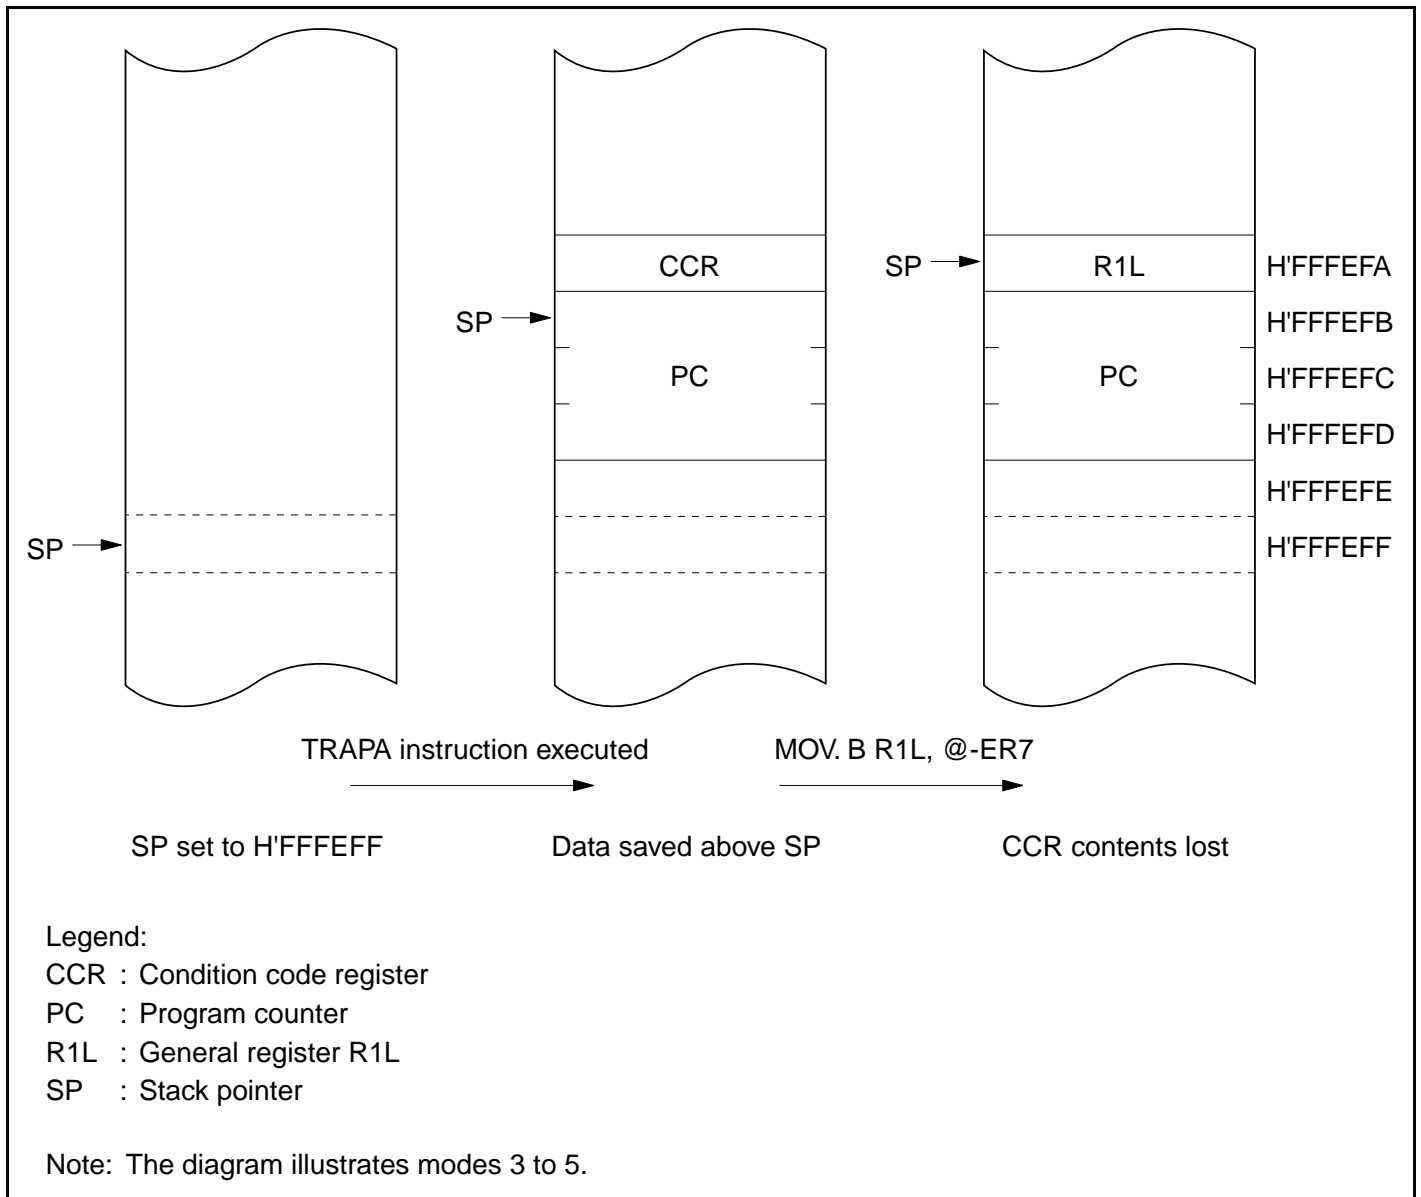 CCR
SP
R1L
H'FFFEFA
SP
H'FFFEFB
PC
PC
H'FFFEFC
H'FFFEFD
H'FFFEFE
SP
H'FFFEFF
TRAPA instruction executed
MOV. B R1L, @-ER7
SP set to H'FFFEFF
Data saved above SP
CCR contents lost
Legend:
CCR : Condition code register
PC : Program counter
R1L : General register R1L
SP : Stack pointer
Note: The diagram illustrates modes 3 to 5.